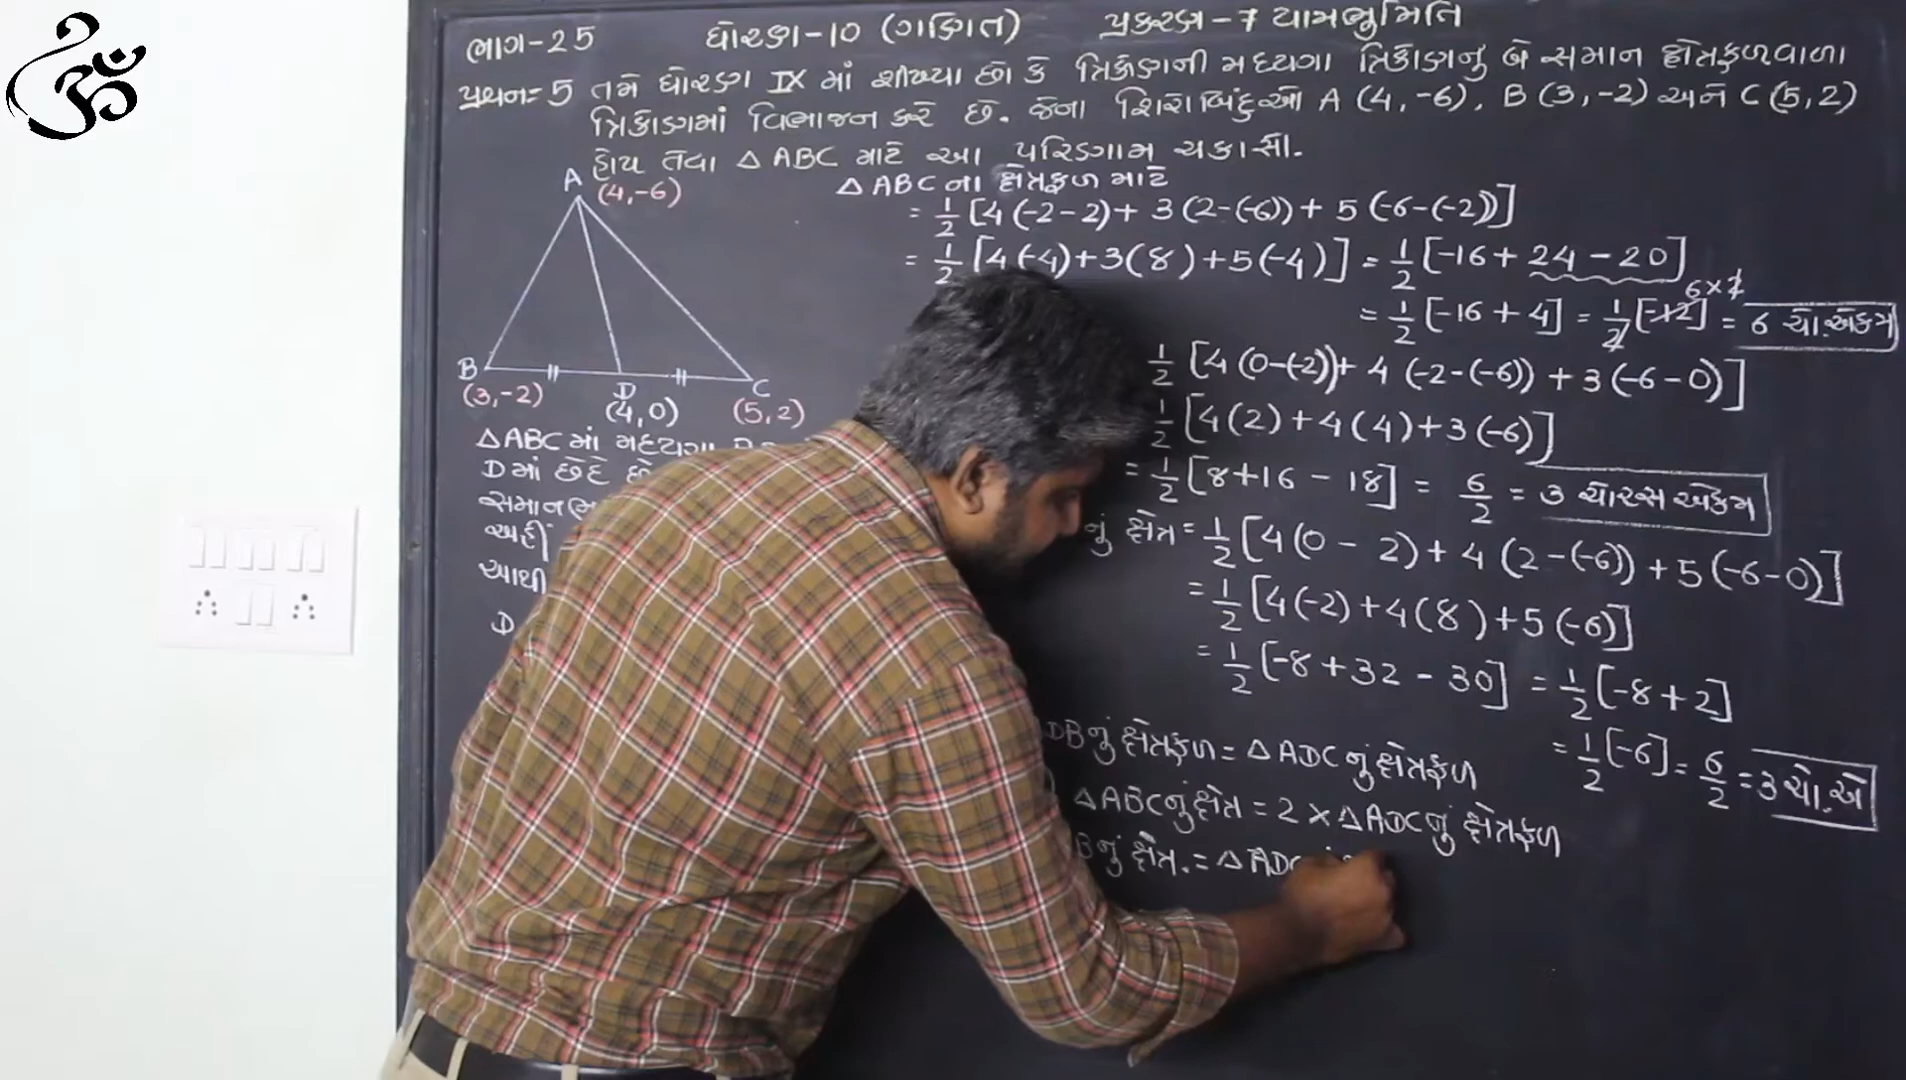 ૐ
ભાગ-25 ધોરણ-10 (ગણિત) પ્રકરણ-7 યામભૂમિતિ
પ્રશ્ન:5 તમે ધોરણ IX માં શીખ્યા છો કે ત્રિકોણની મધ્યગા ત્રિકોણનું બે સમાન ક્ષેત્રફળવાળા
ત્રિકોણમાં વિભાજન કરે છે. જેના શિરોબિંદુઓ A (4,-6), B (3,-2) અને C (5,2)
હોય તેવા △ ABC માટે આ પરિણામ ચકાસો.
A
(4,-6)
B
(3,-2)
D
(4,0)
C
(5,2)
△ABC માં મધ્યગા
D માં છેદે છે
સમાન
અહીં
આથી
D
△ ABC ના ક્ષેત્રફળ માટે
= 1/2 [4 (-2-2) + 3 (2-(-6)) + 5 (-6-(-2))]
= 1/2 [4(-4)+3(8)+5(-4)] = 1/2 [-16+24-20]
= 1/2 [-16+4] = 1/2 [-12] = 6 ચો.એકમ
6×1
1/2 [4 (0-(-2))+ 4 (-2-(-6)) + 3(-6-0)]
1/2 [4(2)+4(4)+3(-6)]
= 1/2 [8+16-18] = 6/2 = 3 ચોરસ એકમ
નું ક્ષેત્ર = 1/2 [4 (0-2)+4 (2-(-6)) +5(-6-0)]
= 1/2 [4(-2)+4(8)+5(-6)]
= 1/2 [-8+32-30] = 1/2 [-8+2]
= 1/2 [-6] = 6/2 = 3 ચો.એ
DB નું ક્ષેત્રફળ = △ ADC નું ક્ષેત્રફળ
△ABC નું ક્ષેત્ર = 2 × △ADC નું ક્ષેત્રફળ
B નું ક્ષેત્ર. = △ ADC